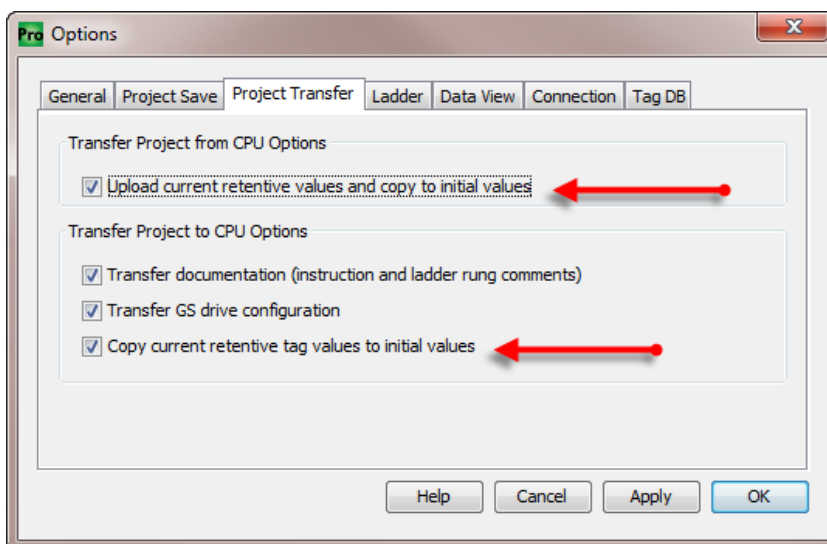 Pro Options
X
General Project Save Project Transfer Ladder Data View Connection Tag DB
Transfer Project from CPU Options
Upload current retentive values and copy to initial values
Transfer Project to CPU Options
Transfer documentation (instruction and ladder rung comments)
Transfer GS drive configuration
Copy current retentive tag values to initial values
Help Cancel Apply OK